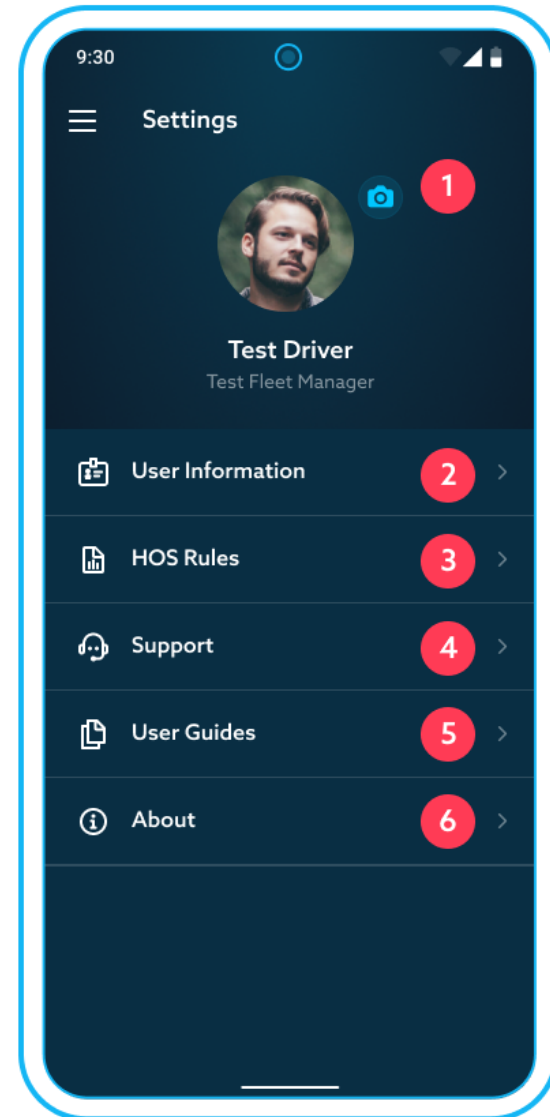 9:30
Settings
1
Test Driver
Test Fleet Manager
User Information 2
HOS Rules 3
Support 4
User Guides 5
About 6